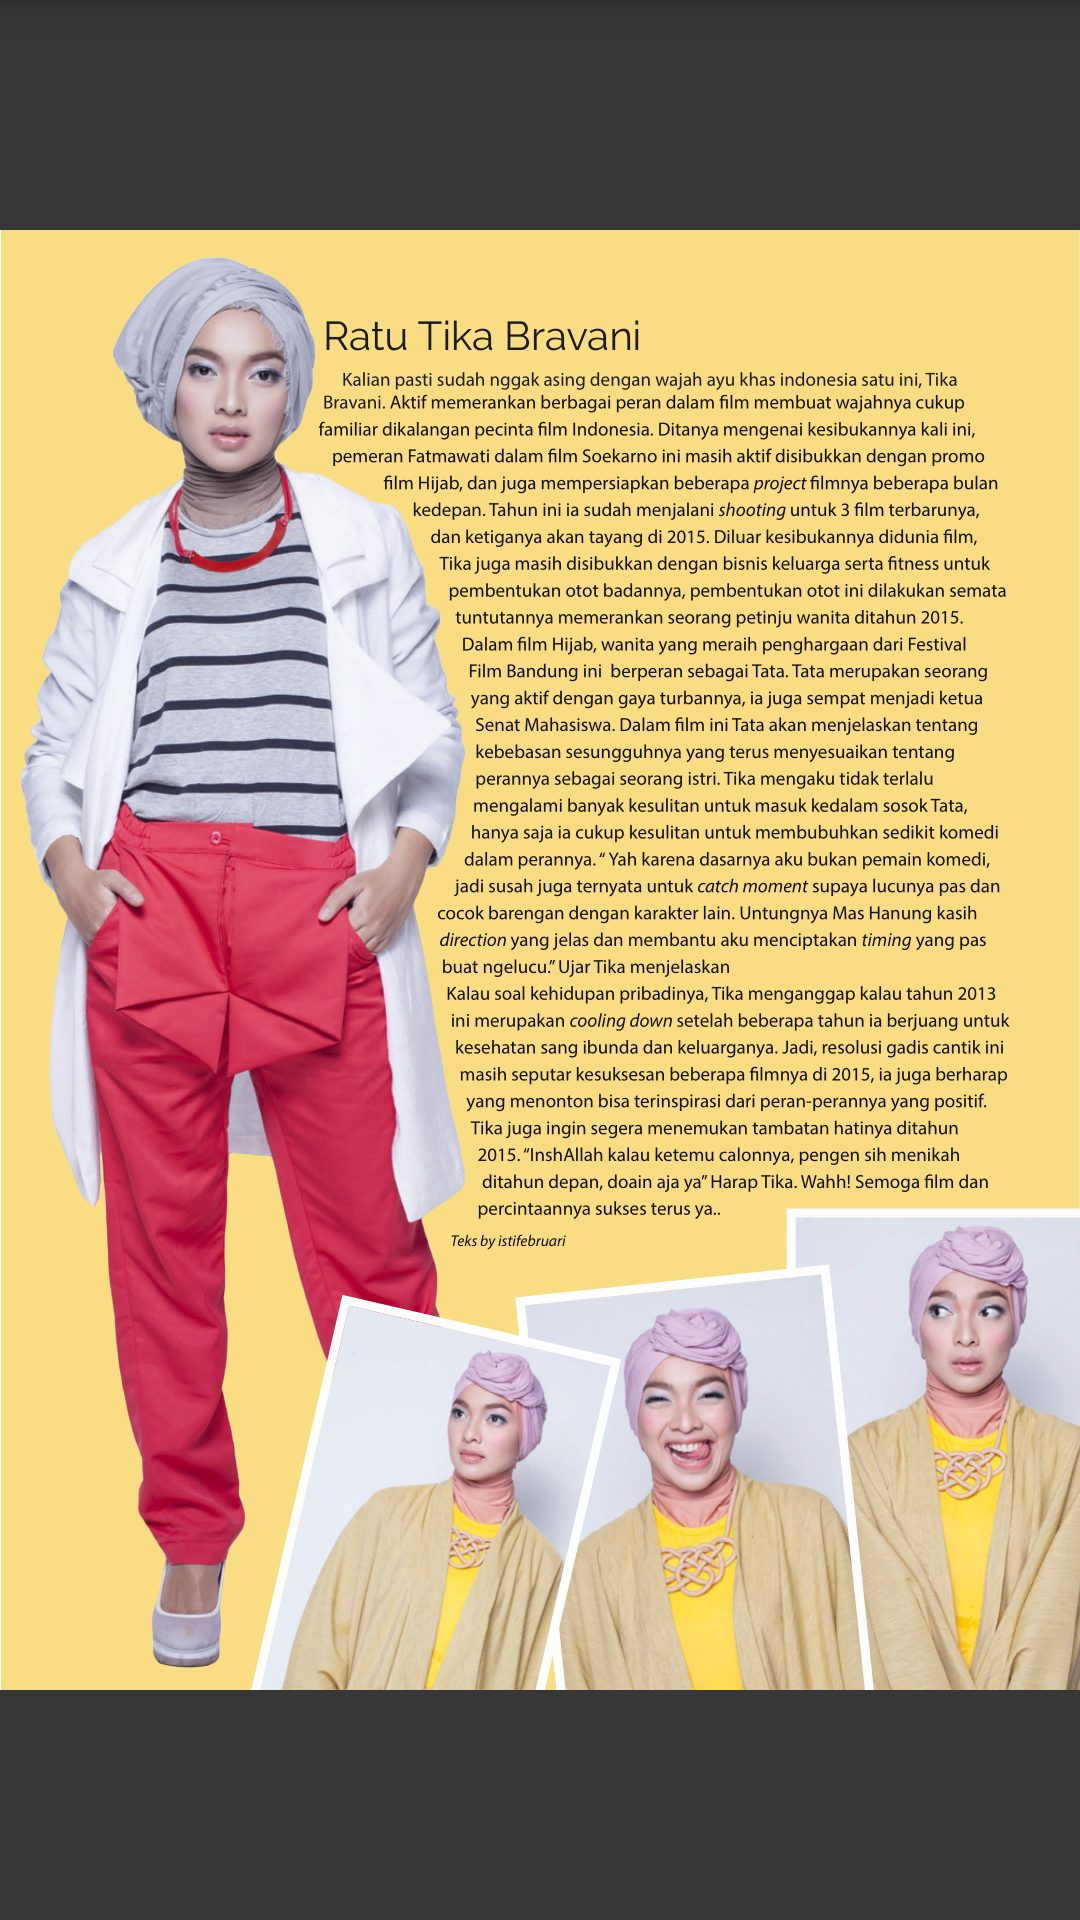 Ratu Tika Bravani
Kalian pasti sudah nggak asing dengan wajah ayu khas indonesia satu ini, Tika
Bravani. Aktif memerankan berbagai peran dalam film membuat wajahnya cukup
familiar dikalangan pecinta film Indonesia. Ditanya mengenai kesibukannya kali ini,
pemeran Fatmawati dalam film Soekarno ini masih aktif disibukkan dengan promo
film Hijab, dan juga mempersiapkan beberapa project filmnya beberapa bulan
kedepan. Tahun ini ia sudah menjalani shooting untuk 3 film terbarunya,
dan ketiganya akan tayang di 2015. Diluar kesibukannya didunia film,
Tika juga masih disibukkan dengan bisnis keluarga serta fitness untuk
pembentukan otot badannya, pembentukan otot ini dilakukan semata
tuntutannya memerankan seorang petinju wanita ditahun 2015.
Dalam film Hijab, wanita yang meraih penghargaan dari Festival
Film Bandung ini  berperan sebagai Tata. Tata merupakan seorang
yang aktif dengan gaya turbannya, ia juga sempat menjadi ketua
Senat Mahasiswa. Dalam film ini Tata akan menjelaskan tentang
kebebasan sesungguhnya yang terus menyesuaikan tentang
perannya sebagai seorang istri. Tika mengaku tidak terlalu
mengalami banyak kesulitan untuk masuk kedalam sosok Tata,
hanya saja ia cukup kesulitan untuk membubuhkan sedikit komedi
dalam perannya. “ Yah karena dasarnya aku bukan pemain komedi,
jadi susah juga ternyata untuk catch moment supaya lucunya pas dan
cocok barengan dengan karakter lain. Untungnya Mas Hanung kasih
direction yang jelas dan membantu aku menciptakan timing yang pas
buat ngelucu.” Ujar Tika menjelaskan
Kalau soal kehidupan pribadinya, Tika menganggap kalau tahun 2013
ini merupakan cooling down setelah beberapa tahun ia berjuang untuk
kesehatan sang ibunda dan keluarganya. Jadi, resolusi gadis cantik ini
masih seputar kesuksesan beberapa filmnya di 2015, ia juga berharap
yang menonton bisa terinspirasi dari peran-perannya yang positif.
Tika juga ingin segera menemukan tambatan hatinya ditahun
2015. “InshAllah kalau ketemu calonnya, pengen sih menikah
ditahun depan, doain aja ya” Harap Tika. Wahh! Semoga film dan
percintaannya sukses terus ya..
Teks by istifebruari